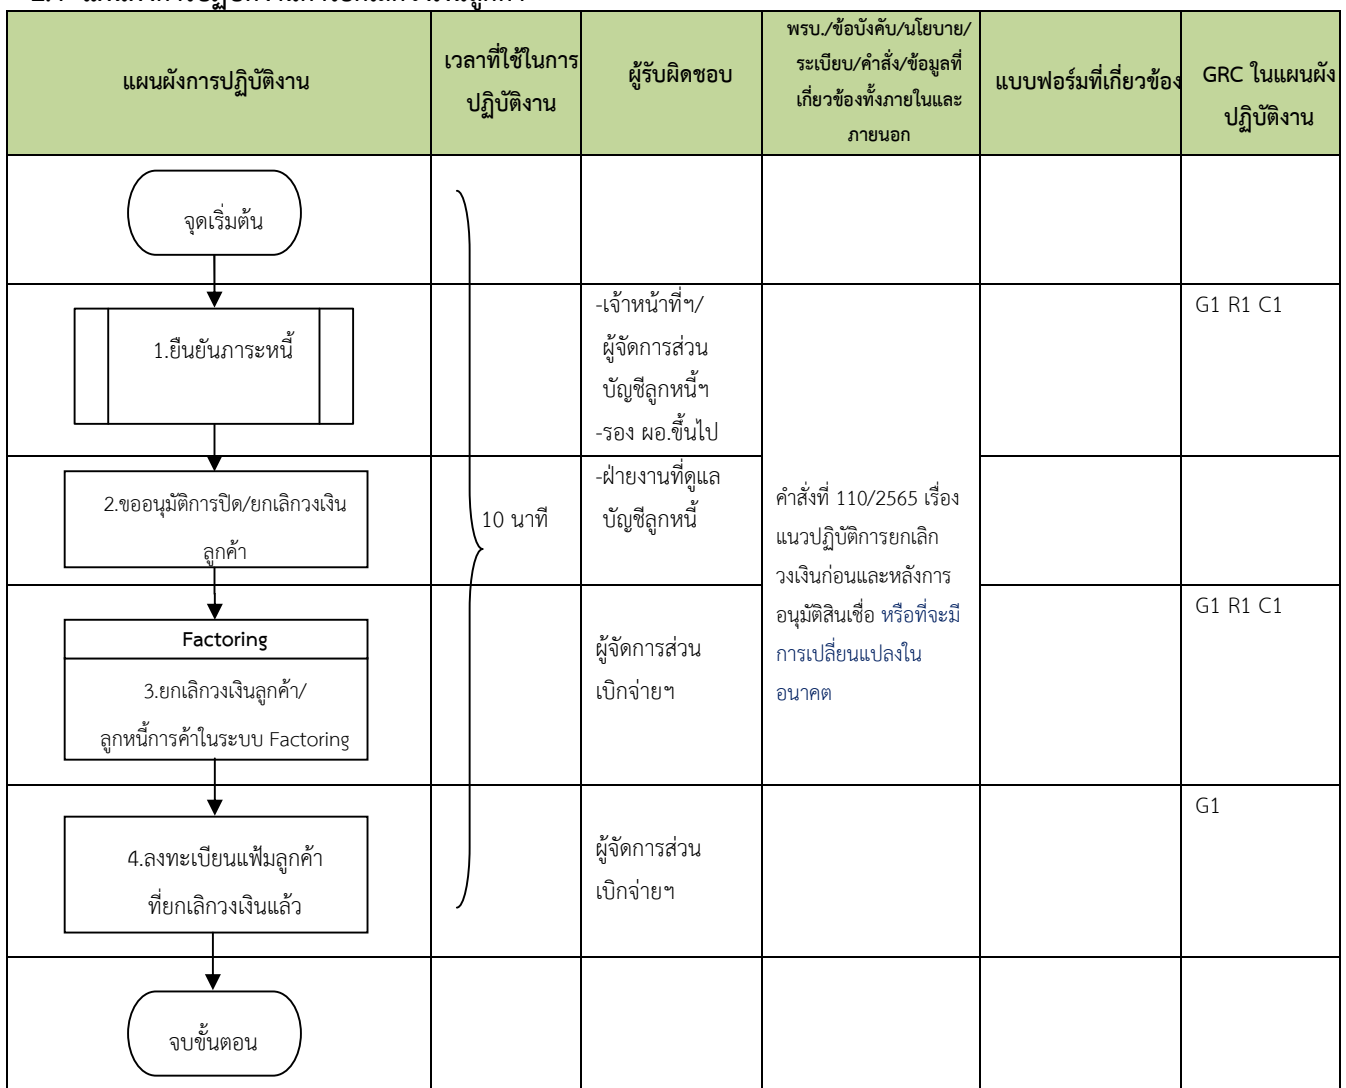 แผนผังการปฏิบัติงาน
เวลาที่ใช้ในการ
ปฏิบัติงาน
ผู้รับผิดชอบ
พรบ./ข้อบังคับ/นโยบาย/
ระเบียบ/คำสั่ง/ข้อมูลที่
เกี่ยวข้องทั้งภายในและ
ภายนอก
แบบฟอร์มที่เกี่ยวข้อง
GRC ในแผนผัง
ปฏิบัติงาน
จุดเริ่มต้น
1.ยืนยันภาระหนี้
-เจ้าหน้าที่ฯ/
ผู้จัดการส่วน
บัญชีลูกหนี้ฯ
-รอง ผอ.ขึ้นไป
G1 R1 C1
2.ขออนุมัติการปิด/ยกเลิกวงเงิน
ลูกค้า
10 นาที
-ฝ่ายงานที่ดูแล
บัญชีลูกหนี้
คำสั่งที่ 110/2565 เรื่อง
แนวปฏิบัติการยกเลิก
วงเงินก่อนและหลังการ
อนุมัติสินเชื่อ หรือที่จะมี
การเปลี่ยนแปลงใน
อนาคต
Factoring
3.ยกเลิกวงเงินลูกค้า/
ลูกหนี้การค้าในระบบ Factoring
ผู้จัดการส่วน
เบิกจ่ายฯ
G1 R1 C1
4.ลงทะเบียนแฟ้มลูกค้า
ที่ยกเลิกวงเงินแล้ว
ผู้จัดการส่วน
เบิกจ่ายฯ
G1
จบขั้นตอน